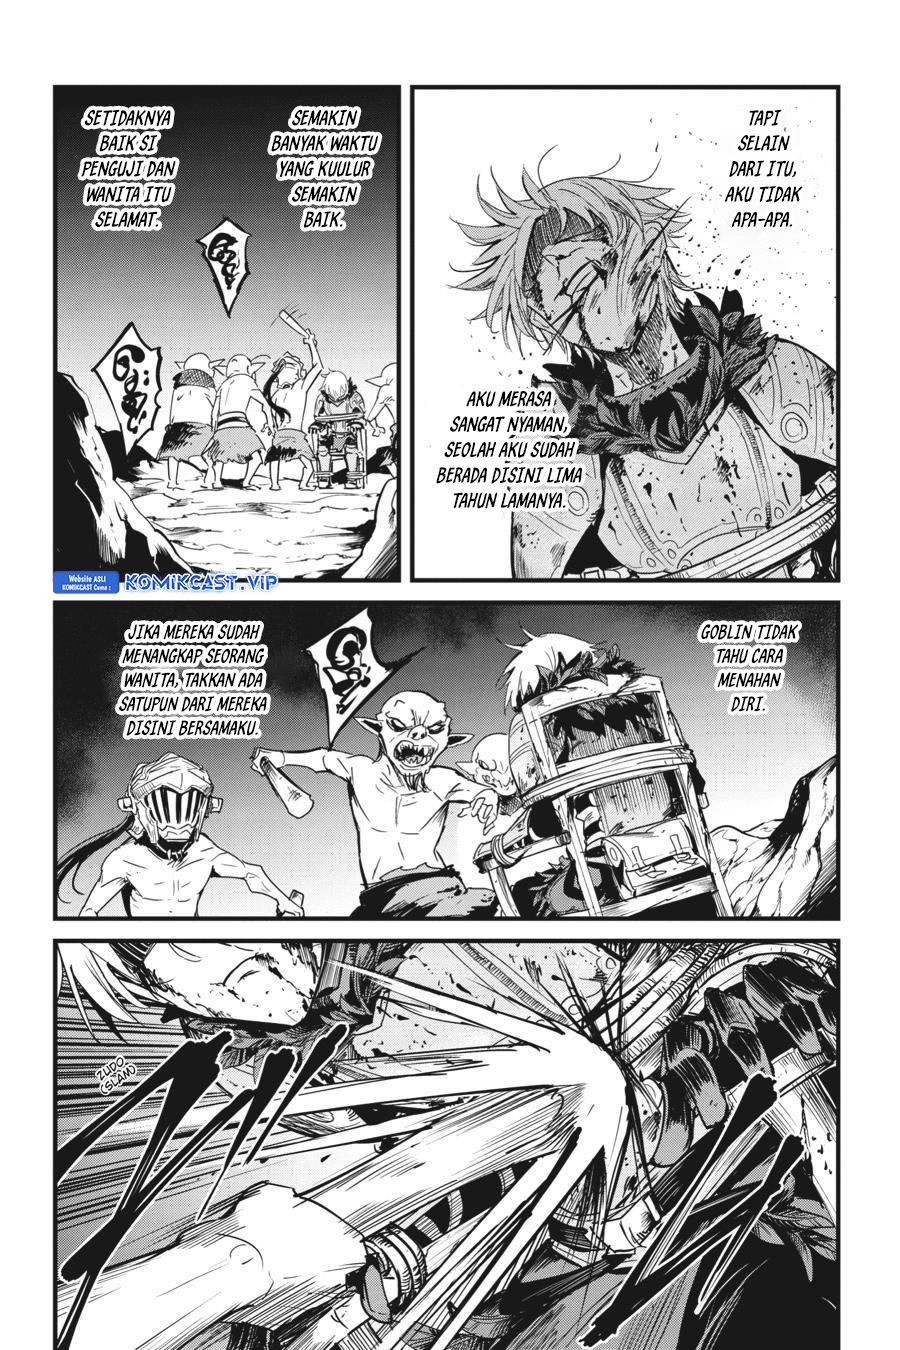 TAPI
SELAIN
DARI ITU,
AKU TIDAK
APA-APA.
AKU MERASA
SANGAT NYAMAN,
SEOLAH AKU SUDAH
BERADA DISINI LIMA
TAHUN LAMANYA.
SEMAKIN
BANYAK WAKTU
YANG KUULUR
SEMAKIN
BAIK.
SETIDAKNYA
BAIK SI
PENGUJI DAN
WANITA ITU
SELAMAT.
Website ASLI
KOMIKCAST Cuma :
KOMIKCAST.VIP
GOBLIN TIDAK
TAHU CARA
MENAHAN
DIRI.
JIKA MEREKA SUDAH
MENANGKAP SEORANG
WANITA, TAKKAN ADA
SATUPUN DARI MEREKA
DISINI BERSAMAKU.
ZUDO
(SLAM)